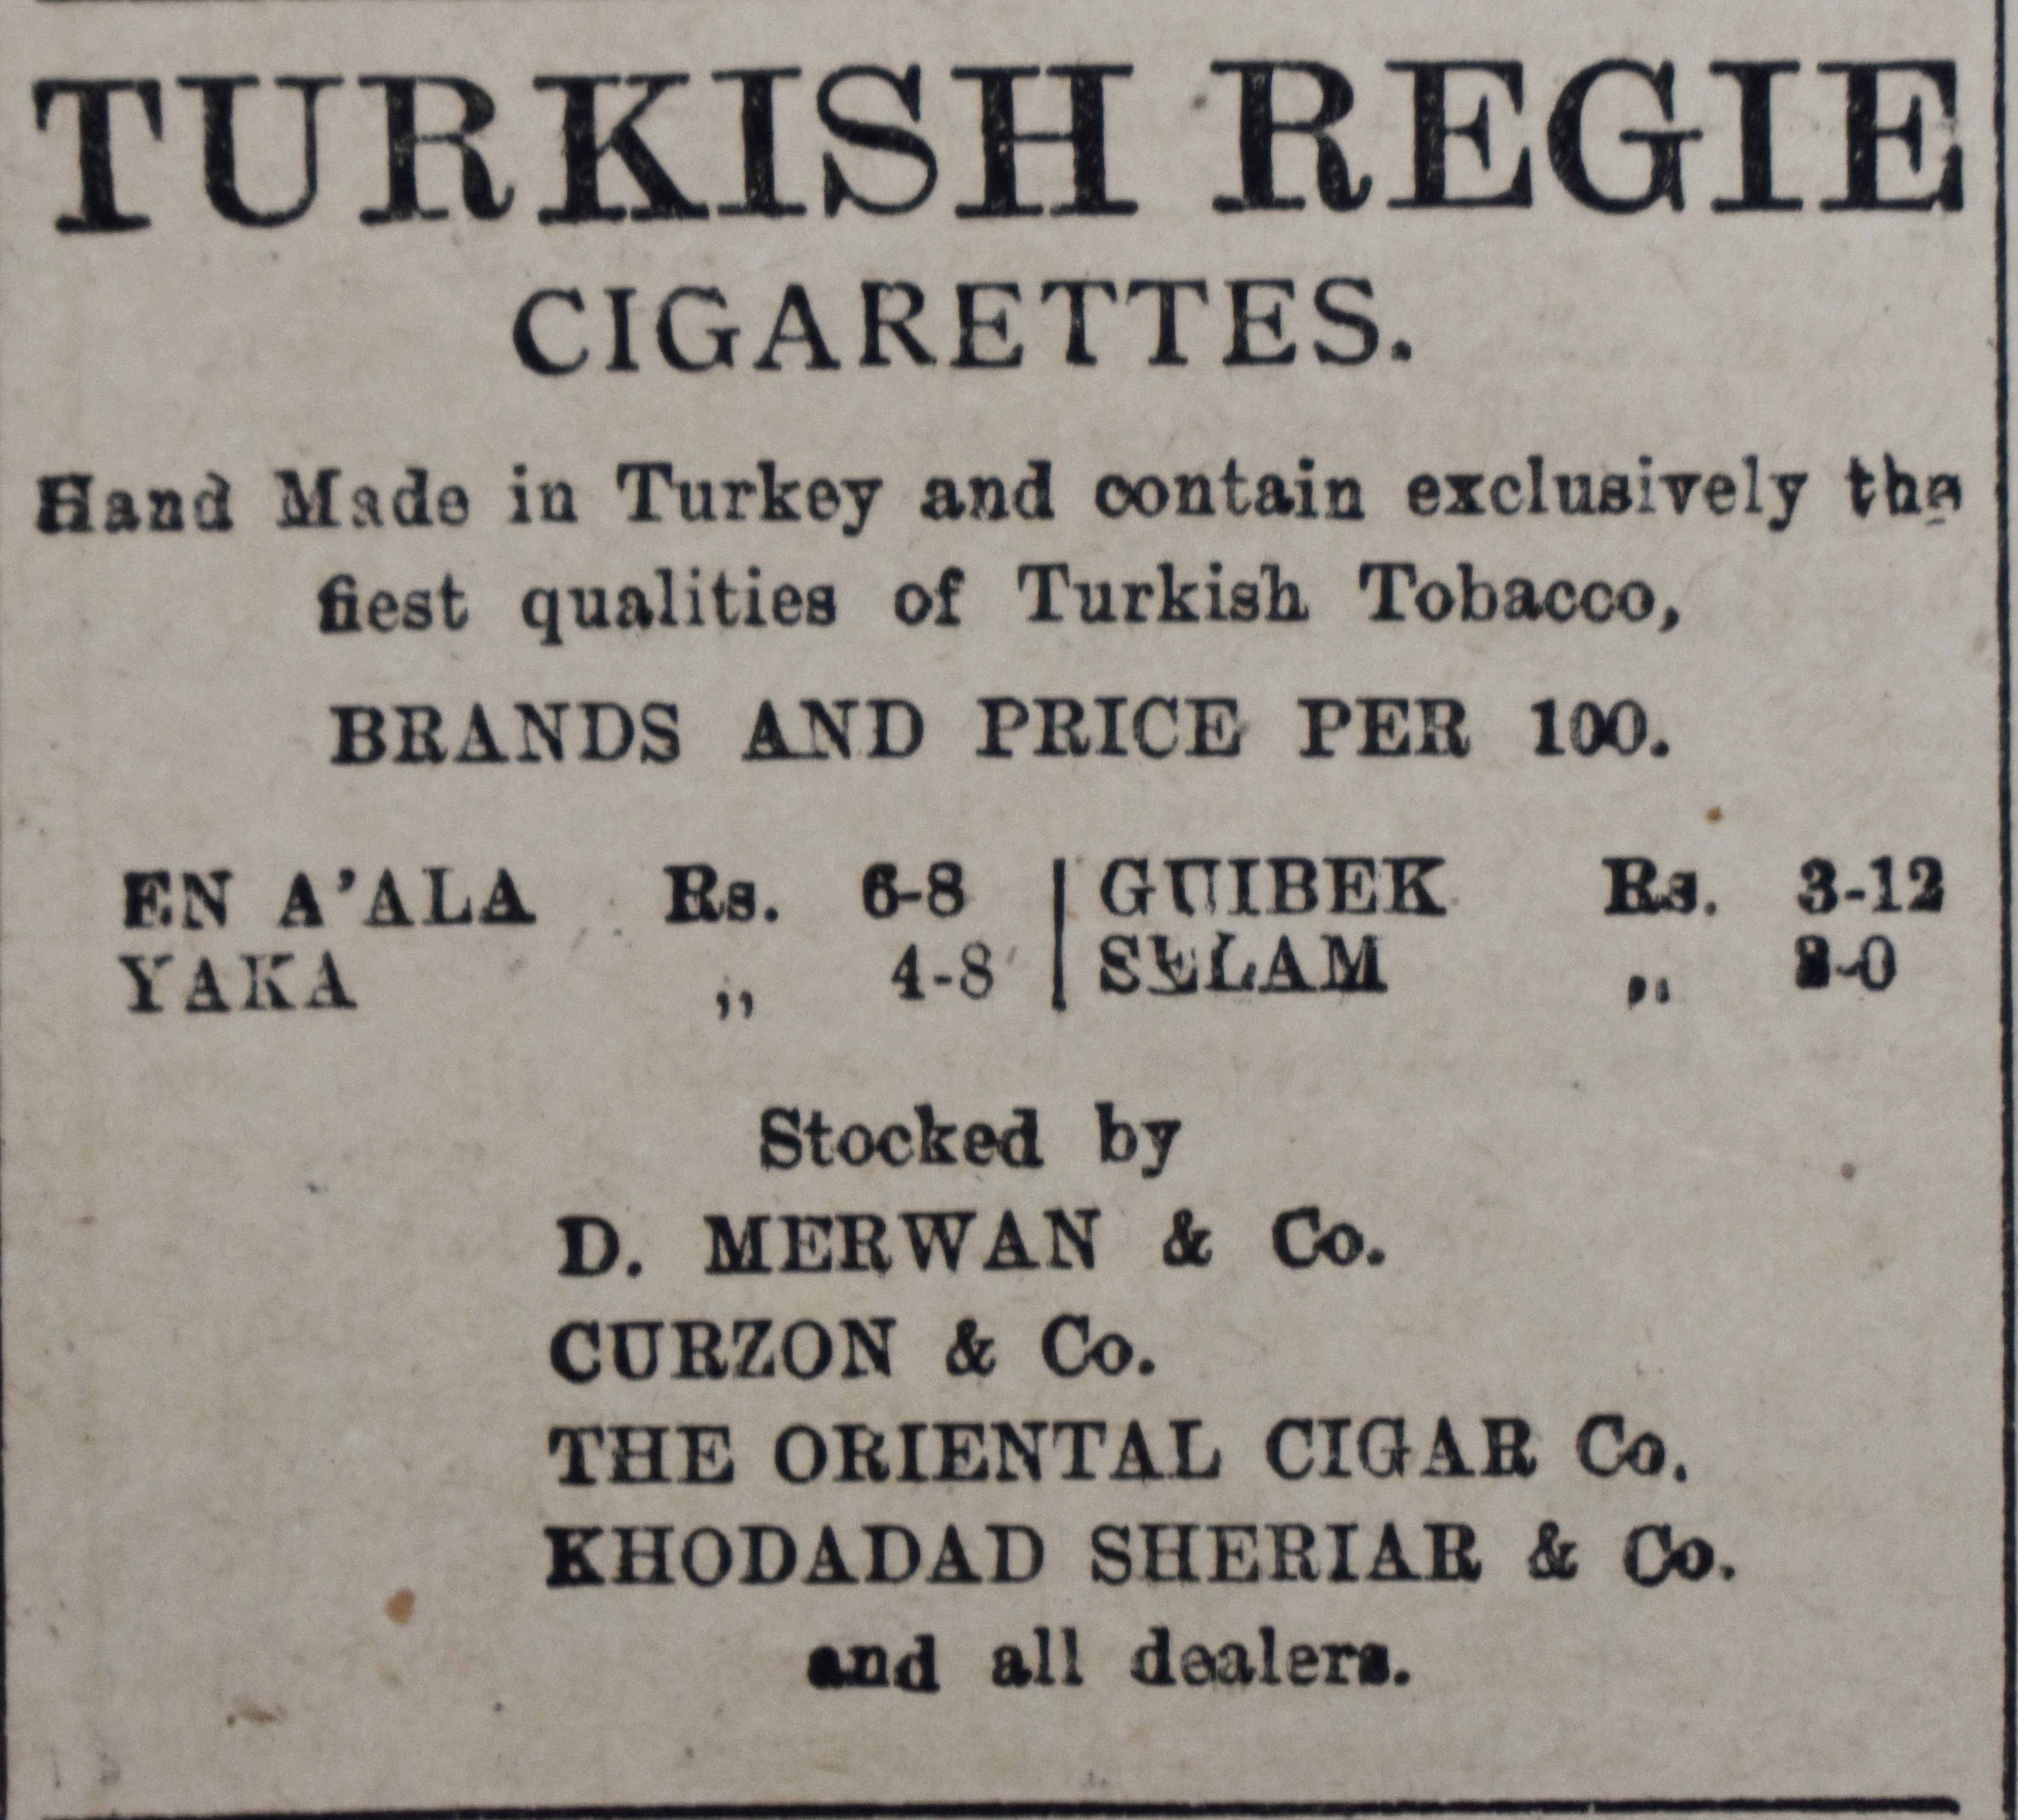 TURKISH REGIE
CIGARETTES.
Hand Made in Turkey and contain exclusively the
fiest qualities of Turkish Tobacco,
BRANDS AND PRICE PER 100.
EN A'ALA Rs. 6-8 | GUIBEK Rs. 3-12
YAKA „ 4-8 | SELAM „
Stocked by
D. MERWAN & Co.
CURZON & Co.
THE ORIENTAL CIGAR Co.
KHODADAD SHERIAR & Co.
and all dealers.